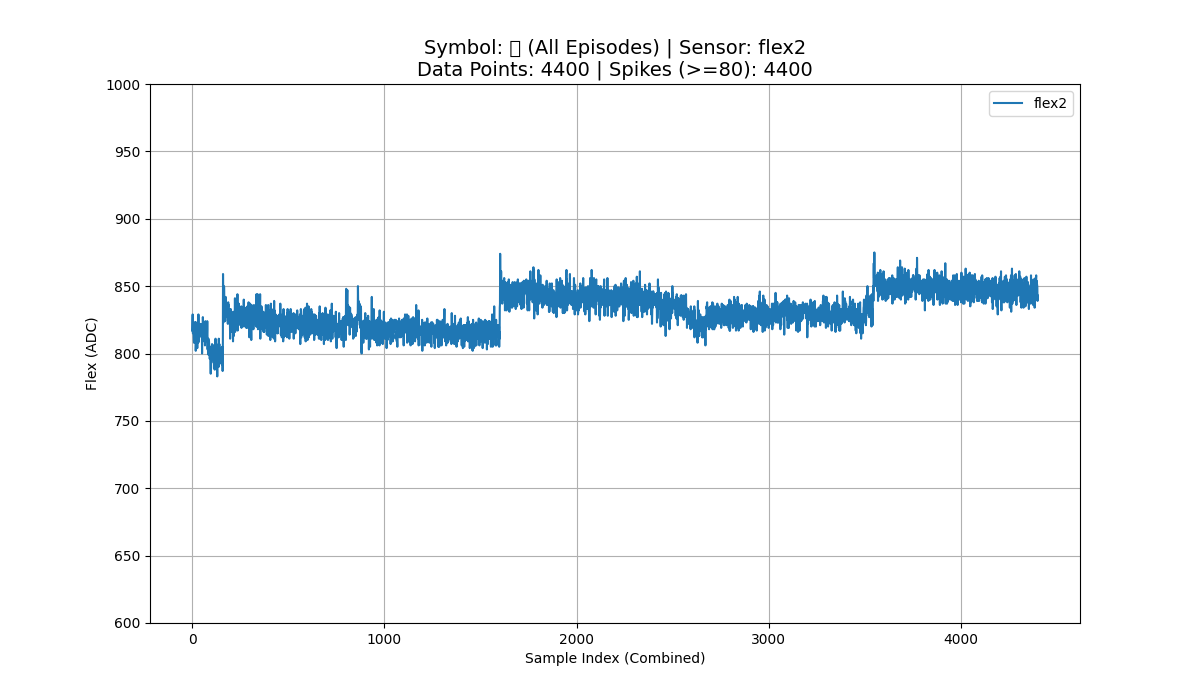 Symbol: (All Episodes) | Sensor: flex2
Data Points: 4400 | Spikes (>=80): 4400
flex2
1000
950
900
850
800
750
700
650
600
Flex (ADC)
0
1000
2000
3000
4000
Sample Index (Combined)